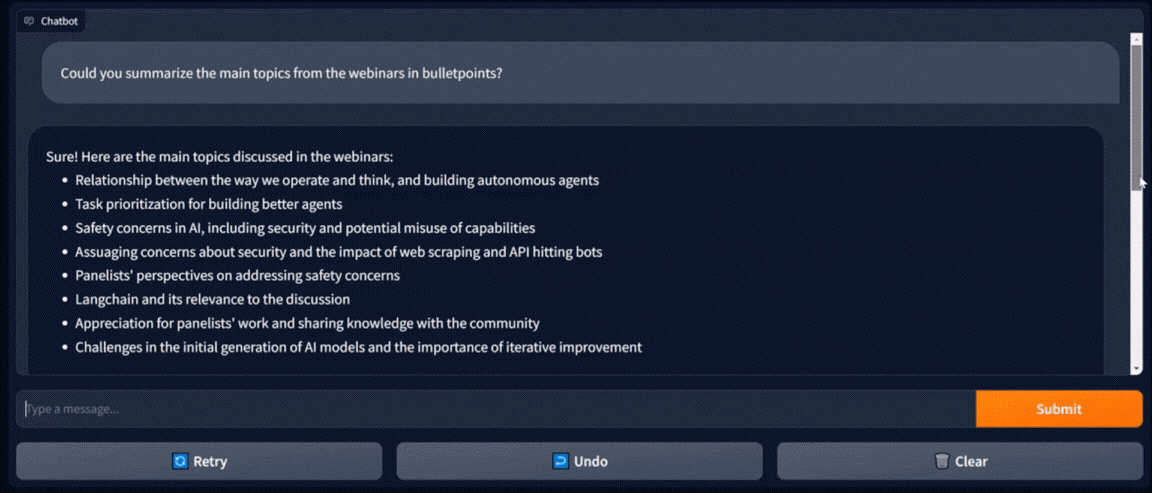 Chatbot
Could you summarize the main topics from the webinars in bulletpoints?
Sure! Here are the main topics discussed in the webinars:
• Relationship between the way we operate and think, and building autonomous agents
• Task prioritization for building better agents
• Safety concerns in AI, including security and potential misuse of capabilities
• Assuaging concerns about security and the impact of web scraping and API hitting bots
• Panelists' perspectives on addressing safety concerns
• Langchain and its relevance to the discussion
• Appreciation for panelists' work and sharing knowledge with the community
• Challenges in the initial generation of AI models and the importance of iterative improvement
Type a message...
Submit
Retry
Undo
Clear